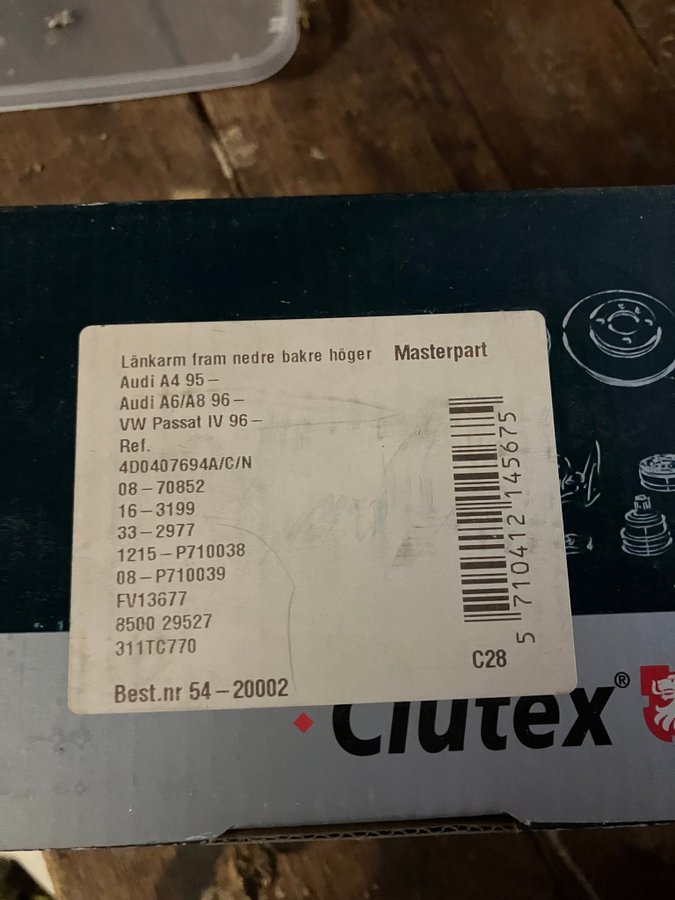 Länkarm fram nedre bakre höger Masterpart
Audi A4 95–
Audi A6/A8 96–
VW Passat IV 96–
Ref.
4D0407694A/C/N
08–70852
16–3199
33–2977
1215–P710038
08–P710039
FV13677
8500 29527
311TC770
Best.nr 54–20002
5 710412 145675
C28
Clutex®